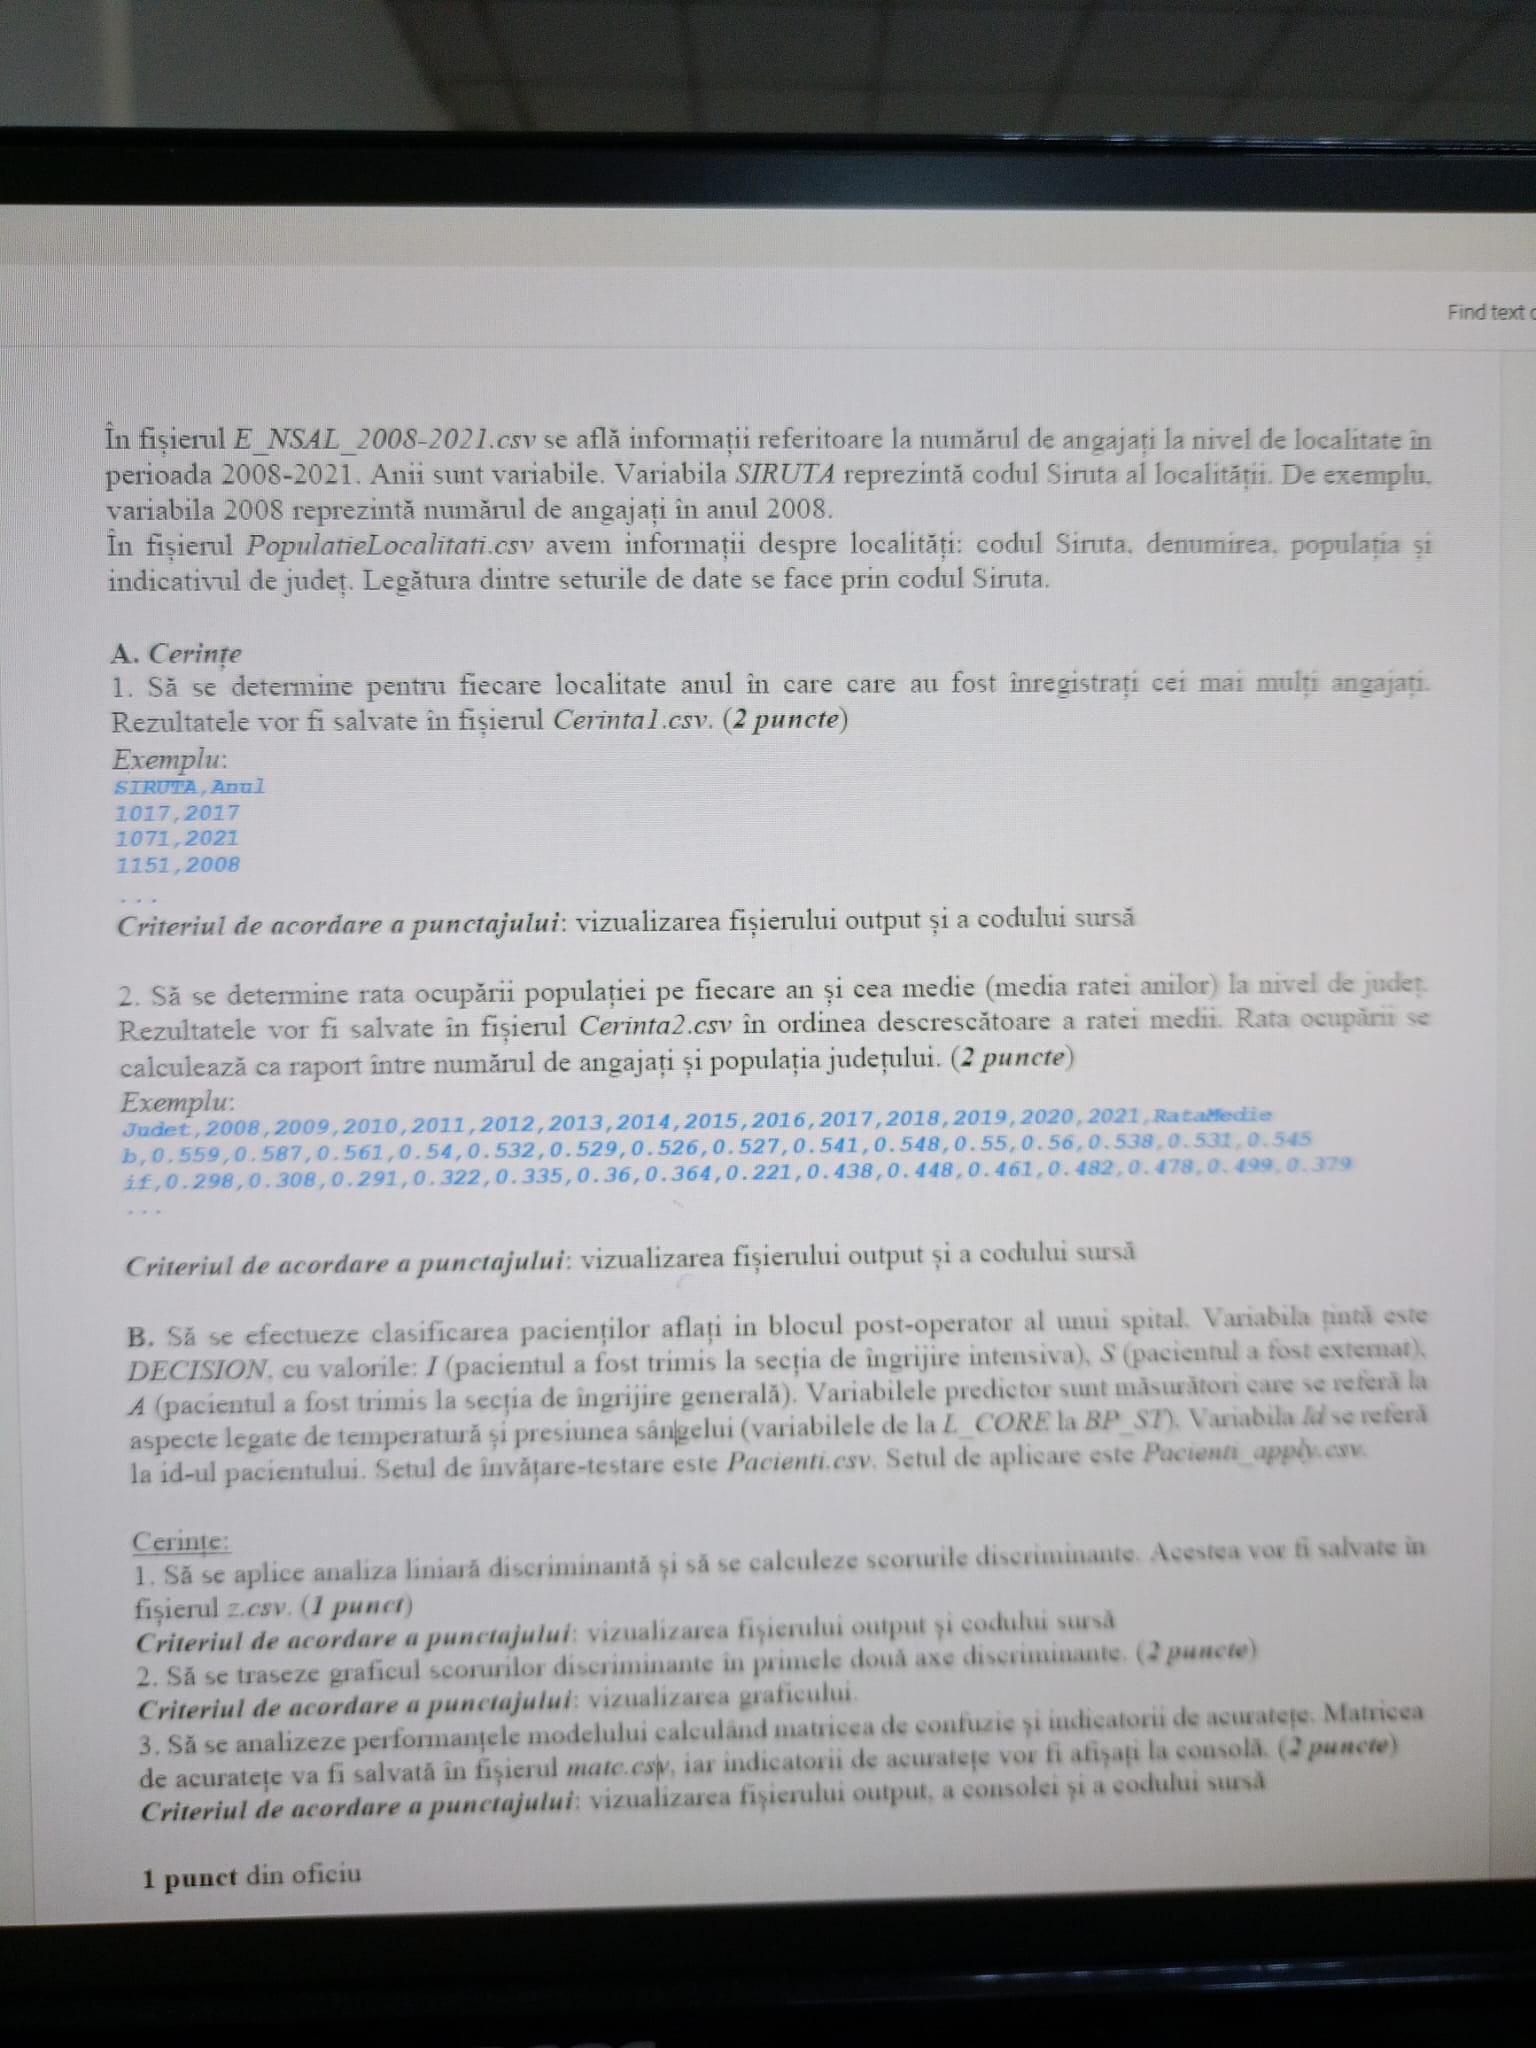 Find text o
În fișierul E_NSAL_2008-2021.csv se află informații referitoare la numărul de angajați la nivel de localitate în
perioada 2008-2021. Anii sunt variabile. Variabila SIRUTA reprezintă codul Siruta al localității. De exemplu,
variabila 2008 reprezintă numărul de angajați în anul 2008.
În fișierul PopulatieLocalitati.csv avem informații despre localități: codul Siruta, denumirea, populația și
indicativul de județ. Legătura dintre seturile de date se face prin codul Siruta.
A. Cerințe
1. Să se determine pentru fiecare localitate anul în care care au fost înregistrați cei mai mulți angajați.
Rezultatele vor fi salvate în fișierul Cerinta1.csv. (2 puncte)
Exemplu:
SIRUTA,Anul
1017,2017
1071,2021
1151,2008
...
Criteriul de acordare a punctajului: vizualizarea fișierului output și a codului sursă
2. Să se determine rata ocupării populației pe fiecare an și cea medie (media ratei anilor) la nivel de județ.
Rezultatele vor fi salvate în fișierul Cerinta2.csv în ordinea descrescătoare a ratei medii. Rata ocupării se
calculează ca raport între numărul de angajați și populația județului. (2 puncte)
Exemplu:
Judet,2008,2009,2010,2011,2012,2013,2014,2015,2016,2017,2018,2019,2020,2021,RataMedie
b,0.559,0.587,0.561,0.54,0.532,0.529,0.526,0.527,0.541,0.548,0.55,0.56,0.538,0.531,0.545
if,0.298,0.308,0.291,0.322,0.335,0.36,0.364,0.221,0.438,0.448,0.461,0.482,0.478,0.499,0.379
...
Criteriul de acordare a punctajului: vizualizarea fișierului output și a codului sursă
B. Să se efectueze clasificarea pacienților aflați in blocul post-operator al unui spital. Variabila țintă este
DECISION, cu valorile: I (pacientul a fost trimis la secția de îngrijire intensiva), S (pacientul a fost externat),
A (pacientul a fost trimis la secția de îngrijire generală). Variabilele predictor sunt măsurători care se referă la
aspecte legate de temperatură și presiunea sângelui (variabilele de la L_CORE la BP_ST). Variabila Id se referă
la id-ul pacientului. Setul de învățare-testare este Pacienti.csv. Setul de aplicare este Pacienti_apply.csv.
Cerințe:
1. Să se aplice analiza liniară discriminantă și să se calculeze scorurile discriminante. Acestea vor fi salvate în
fișierul z.csv. (1 punct)
Criteriul de acordare a punctajului: vizualizarea fișierului output și codului sursă
2. Să se traseze graficul scorurilor discriminante în primele două axe discriminante. (2 puncte)
Criteriul de acordare a punctajului: vizualizarea graficului.
3. Să se analizeze performanțele modelului calculând matricea de confuzie și indicatorii de acuratețe. Matricea
de acuratețe va fi salvată în fișierul matc.csv, iar indicatorii de acuratețe vor fi afișați la consolă. (2 puncte)
Criteriul de acordare a punctajului: vizualizarea fișierului output, a consolei și a codului sursă
1 punct din oficiu